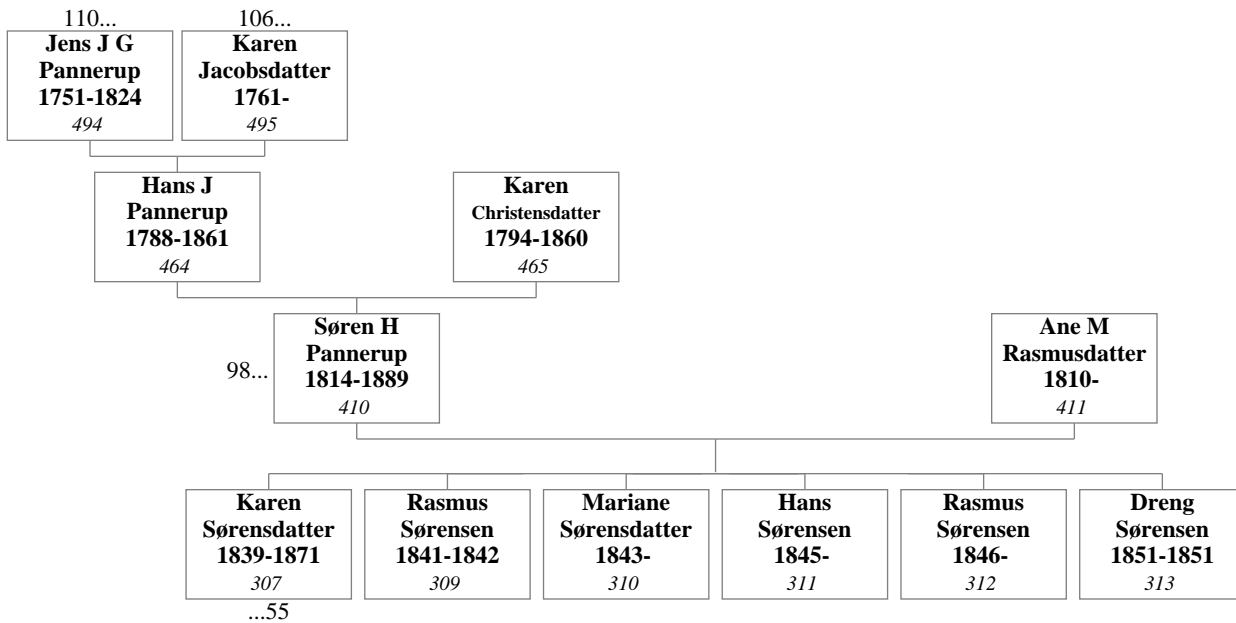 110...
Jens J G
Pannerup
1751-1824
494
106...
Karen
Jacobsdatter
1761-
495
Hans J
Pannerup
1788-1861
464
Karen
Christensdatter
1794-1860
465
98...
Søren H
Pannerup
1814-1889
410
Ane M
Rasmusdatter
1810-
411
Karen
Sørensdatter
1839-1871
307
...55
Rasmus
Sørensen
1841-1842
309
Mariane
Sørensdatter
1843-
310
Hans
Sørensen
1845-
311
Rasmus
Sørensen
1846-
312
Dreng
Sørensen
1851-1851
313